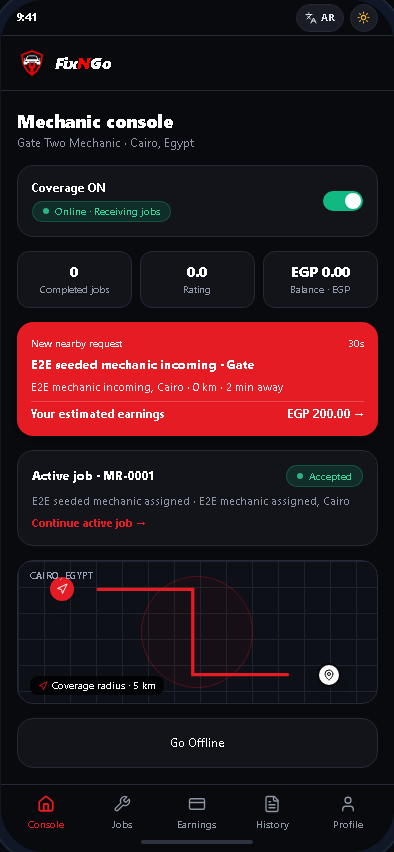 9:41
AR
FixNGo
Mechanic console
Gate Two Mechanic · Cairo, Egypt
Coverage ON
Online · Receiving jobs
0
Completed jobs
0.0
Rating
EGP 0.00
Balance · EGP
New nearby request
30s
E2E seeded mechanic incoming · Gate
E2E mechanic incoming, Cairo · 0 km · 2 min away
Your estimated earnings
EGP 200.00 →
Active job · MR-0001
Accepted
E2E seeded mechanic assigned · E2E mechanic assigned, Cairo
Continue active job →
CAIRO, EGYPT
Coverage radius · 5 km
Go Offline
Console
Jobs
Earnings
History
Profile